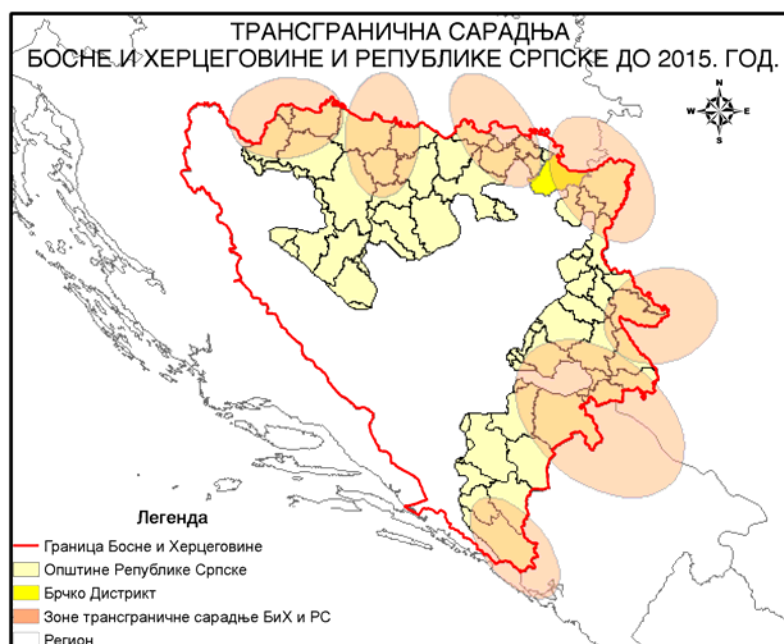 ТРАНСГРАНИЧНА САРАДЊА
БОСНЕ И ХЕРЦЕГОВИНЕ И РЕПУБЛИКЕ СРПСКЕ ДО 2015. ГОД.
N
W E
S
Легенда
Граница Босне и Херцеговине
Општине Републике Српске
Брчко Дистрикт
Зоне трансграничне сарадње БиХ и РС
Регион